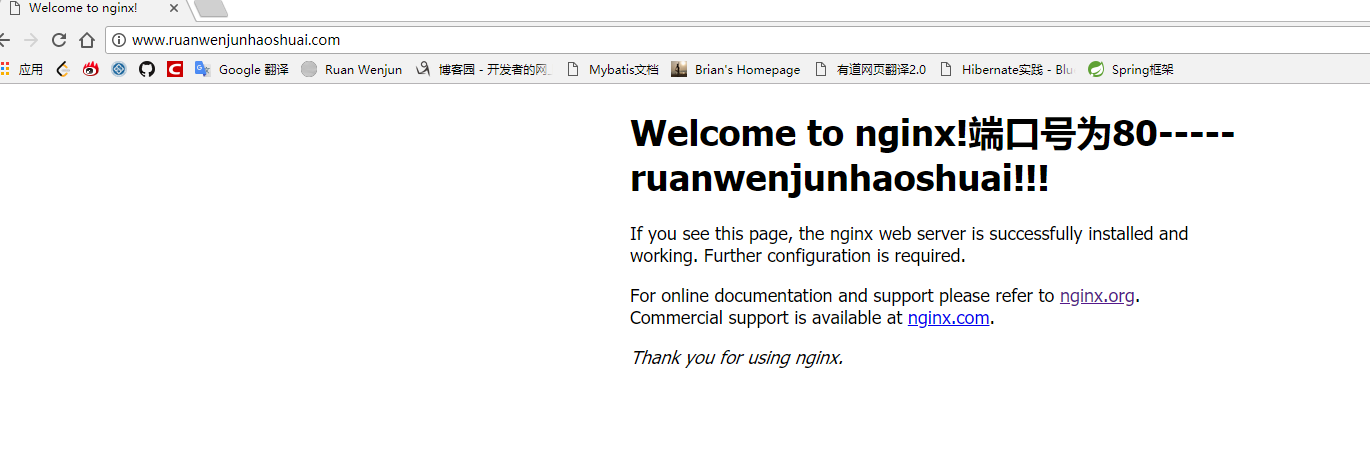 Welcome to nginx!
www.ruanwenjunhaoshuai.com
应用 Google 翻译 Ruan Wenjun 博客园 - 开发者的网 Mybatis文档 Brian's Homepage 有道网页翻译2.0 Hibernate实践 - Blu Spring框架
Welcome to nginx!端口号为80-----
ruanwenjunhaoshuai!!!
If you see this page, the nginx web server is successfully installed and
working. Further configuration is required.
For online documentation and support please refer to nginx.org.
Commercial support is available at nginx.com.
Thank you for using nginx.